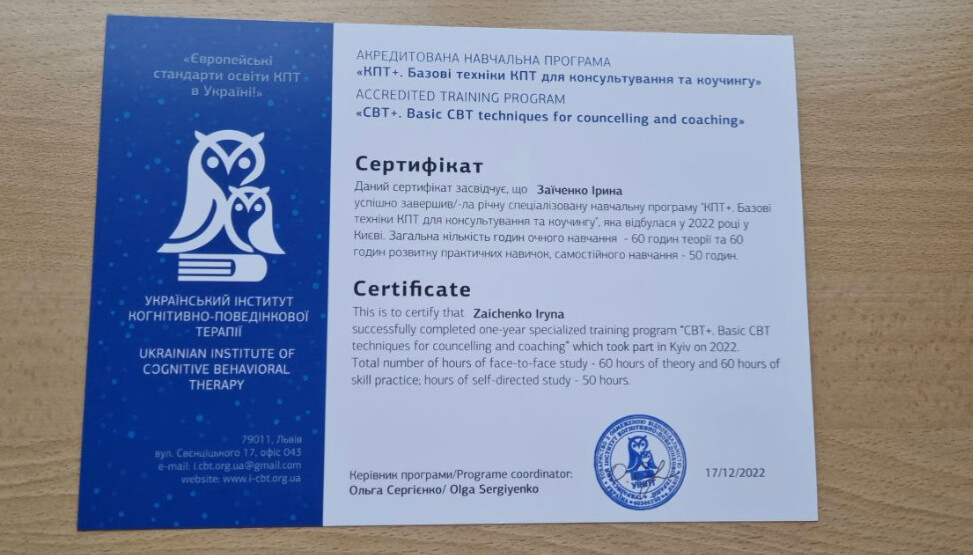 «Європейські
стандарти освіти КПТ
в Україні!»
УКРАЇНСЬКИЙ ІНСТИТУТ
КОГНІТИВНО-ПОВЕДІНКОВОЇ
ТЕРАПІЇ
UKRAINIAN INSTITUTE OF
COGNITIVE BEHAVIORAL
THERAPY
79011, Львів
вул. Свєнціцького 17, офіс 043
e-mail: i.cbt.org.ua@gmail.com
website: www.i-cbt.org.ua
АКРЕДИТОВАНА НАВЧАЛЬНА ПРОГРАМА
«КПТ+. Базові техніки КПТ для консультування та коучингу»
ACCREDITED TRAINING PROGRAM
«CBT+. Basic CBT techniques for councelling and coaching»
Сертифікат
Даний сертифікат засвідчує, що Заїченко Ірина
успішно завершив/-ла річну спеціалізовану навчальну програму "КПТ+. Базові
техніки КПТ для консультування та коучингу", яка відбулася у 2022 році у
Києві. Загальна кількість годин очного навчання - 60 годин теорії та 60
годин розвитку практичних навичок, самостійного навчання - 50 годин.
Certificate
This is to certify that Zaichenko Iryna
successfully completed one-year specialized training program "CBT+. Basic CBT
techniques for councelling and coaching" which took part in Kyiv on 2022.
Total number of hours of face-to-face study - 60 hours of theory and 60 hours of
skill practice; hours of self-directed study - 50 hours.
Керівник програми/Programe coordinator:
Ольга Сергієнко/ Olga Sergiyenko
17/12/2022